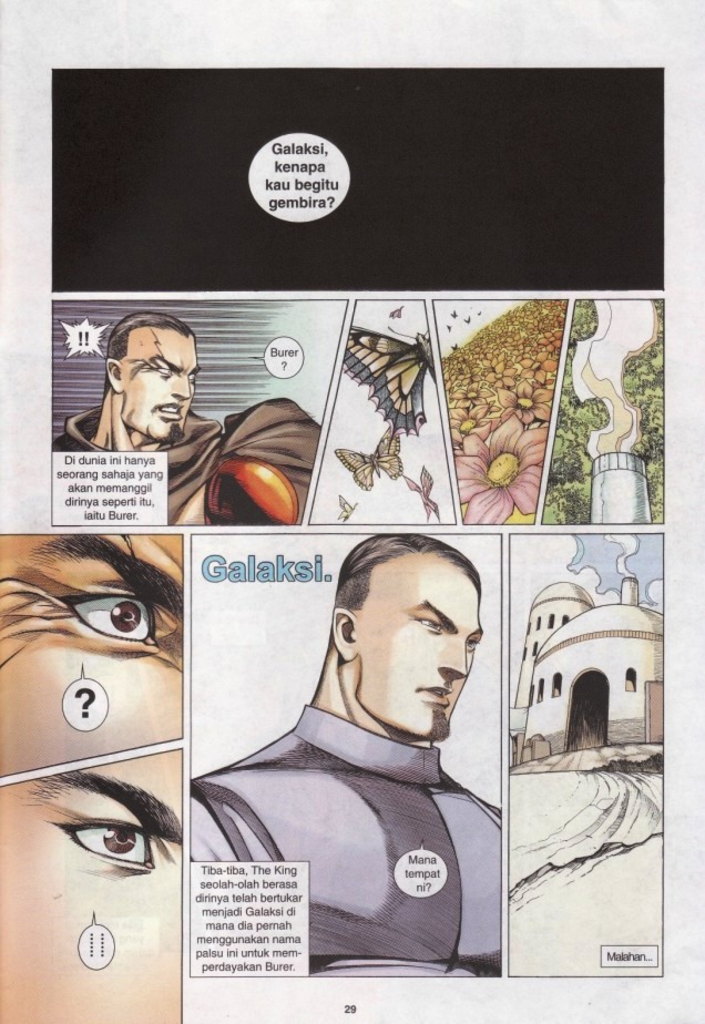 Galaksi,
kenapa
kau begitu
gembira?
!!
Burer
?
Di dunia ini hanya
seorang sahaja yang
akan memanggil
dirinya seperti itu,
iaitu Burer.
?
Galaksi.
Mana
tempat
ni?
Tiba-tiba, The King
seolah-olah berasa
dirinya telah bertukar
menjadi Galaksi di
mana dia pernah
menggunakan nama
palsu ini untuk mem-
perdayakan Burer.
Malahan...
29